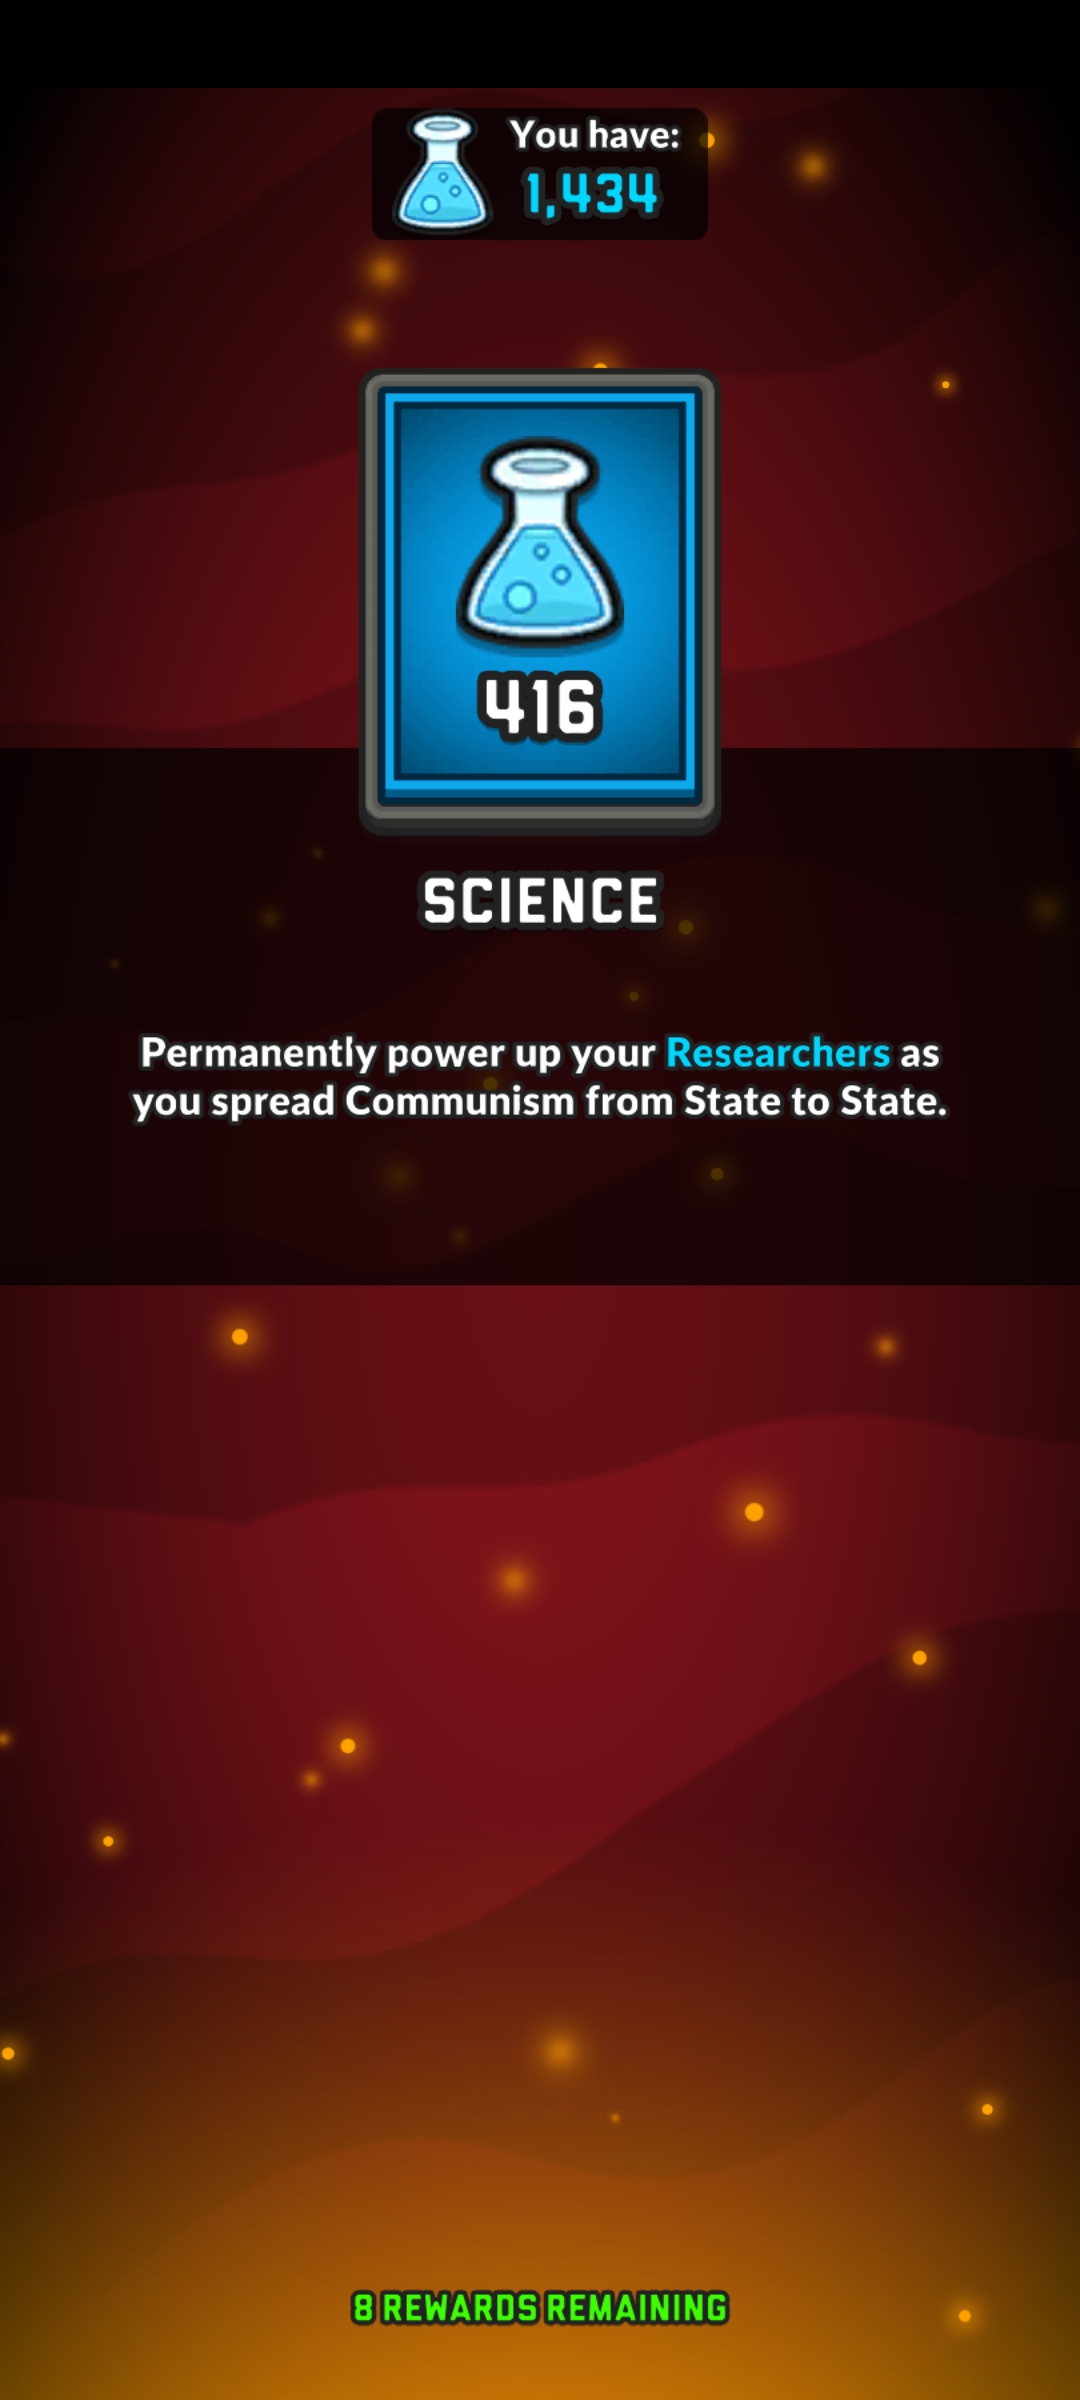 You have:
1,434
416
SCIENCE
Permanently power up your Researchers as
you spread Communism from State to State.
8 REWARDS REMAINING